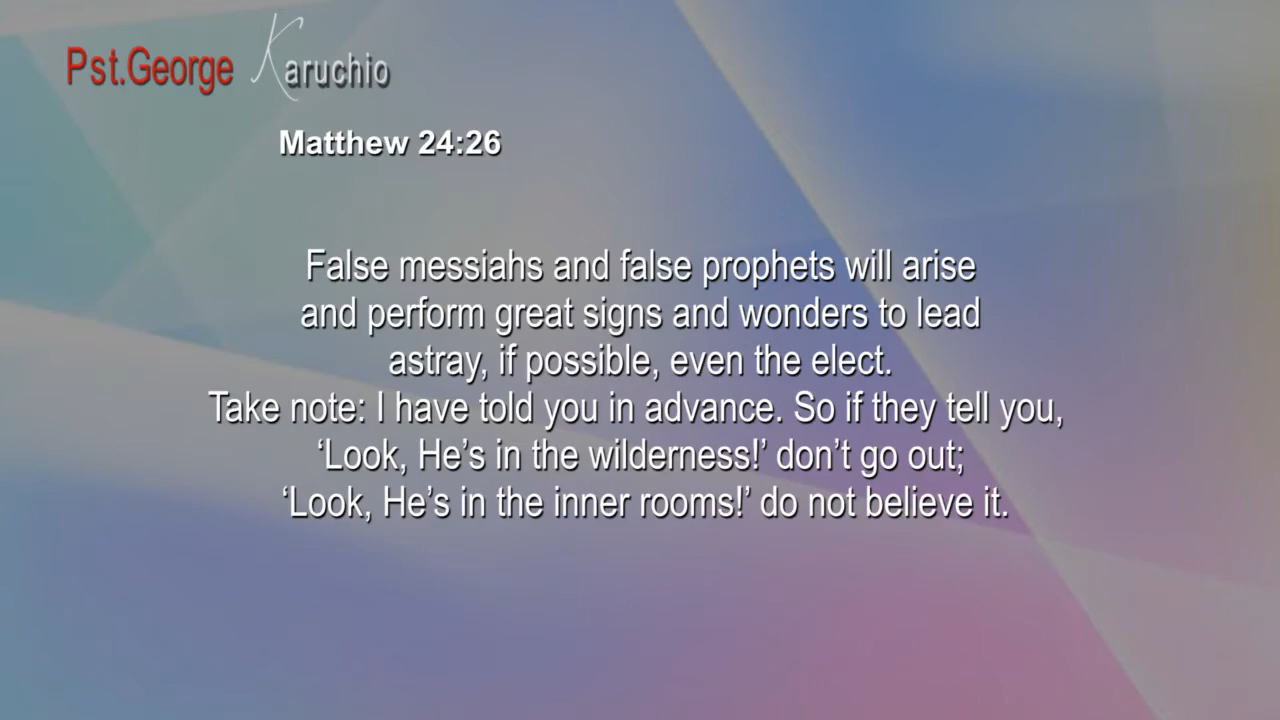 Pst.George Karuchio
Matthew 24:26
False messiahs and false prophets will arise
and perform great signs and wonders to lead
astray, if possible, even the elect.
Take note: I have told you in advance. So if they tell you,
‘Look, He’s in the wilderness!’ don’t go out;
‘Look, He’s in the inner rooms!’ do not believe it.